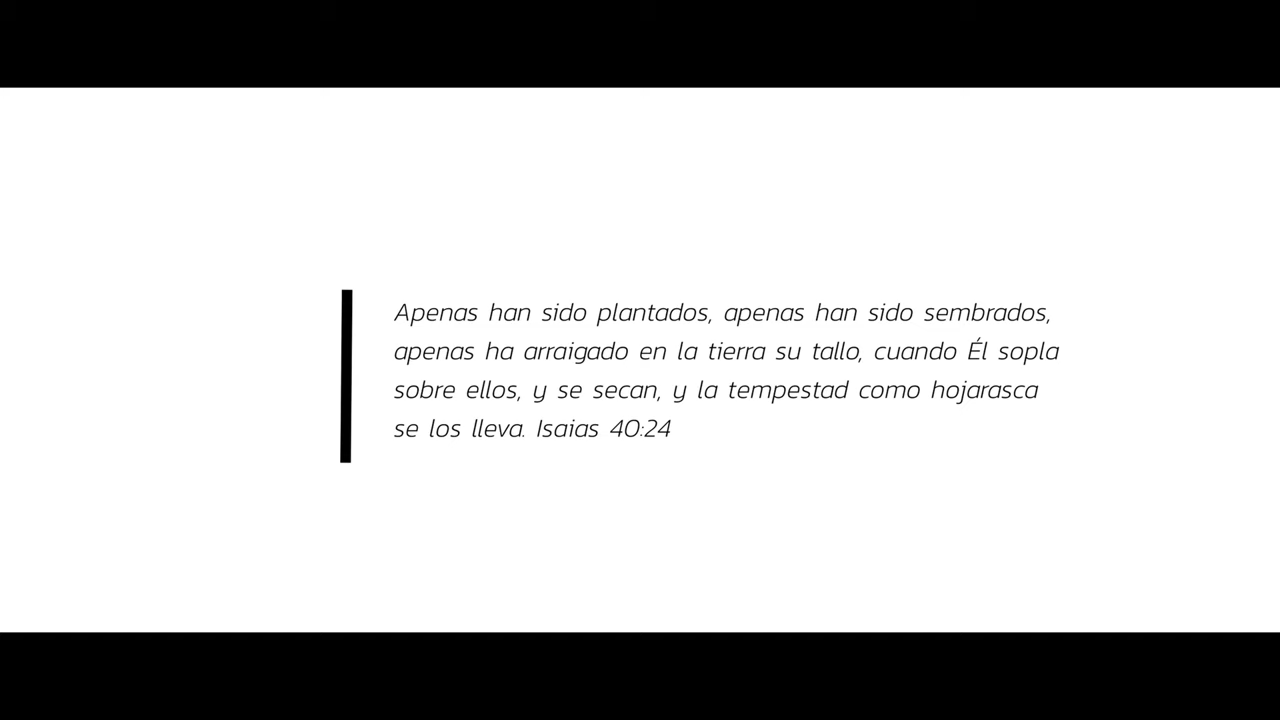 Apenas han sido plantados, apenas han sido sembrados,
apenas ha arraigado en la tierra su tallo, cuando Él sopla
sobre ellos, y se secan, y la tempestad como hojarasca
se los lleva. Isaias 40:24